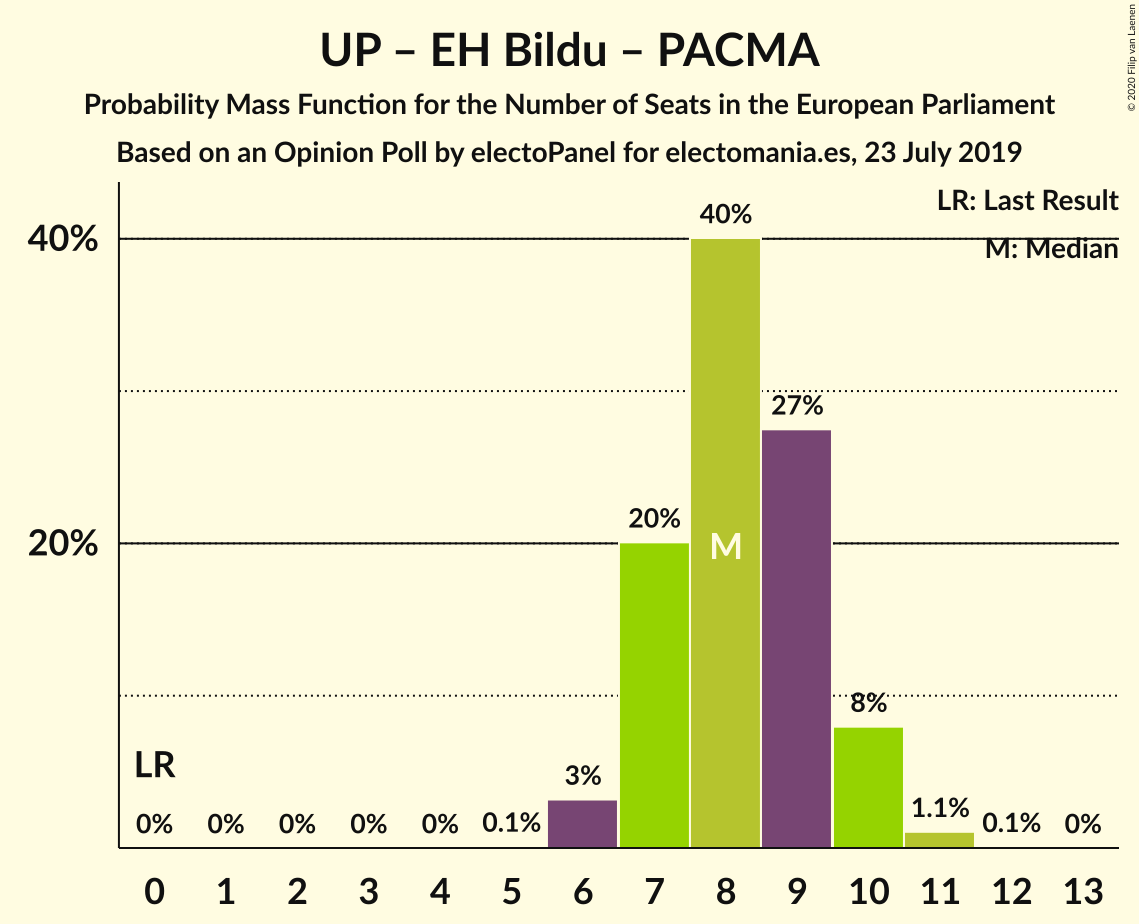 UP – EH Bildu – PACMA
Probability Mass Function for the Number of Seats in the European Parliament
Based on an Opinion Poll by electoPanel for electomania.es, 23 July 2019
© 2020 Filip van Laenen
LR: Last Result
M: Median
40%
20%
40%
27%
20%
M
8%
LR
3%
1.1%
0% 0% 0% 0% 0% 0.1% 0.1% 0%
0 1 2 3 4 5 6 7 8 9 10 11 12 13